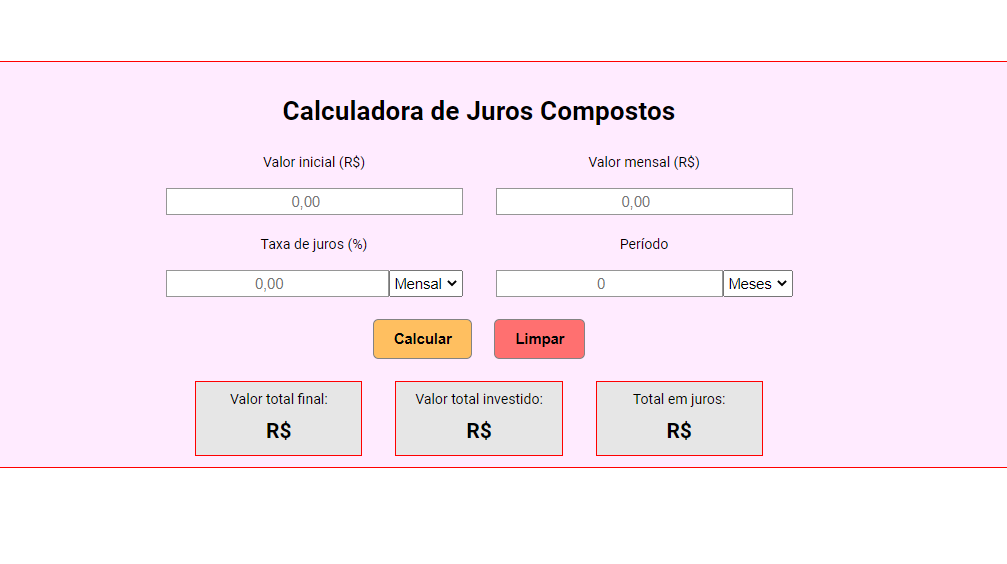 Calculadora de Juros Compostos
Valor inicial (R$) Valor mensal (R$)
0,00 0,00
Taxa de juros (%) Período
0,00 Mensal 0 Meses
Calcular Limpar
Valor total final: Valor total investido: Total em juros:
R$ R$ R$